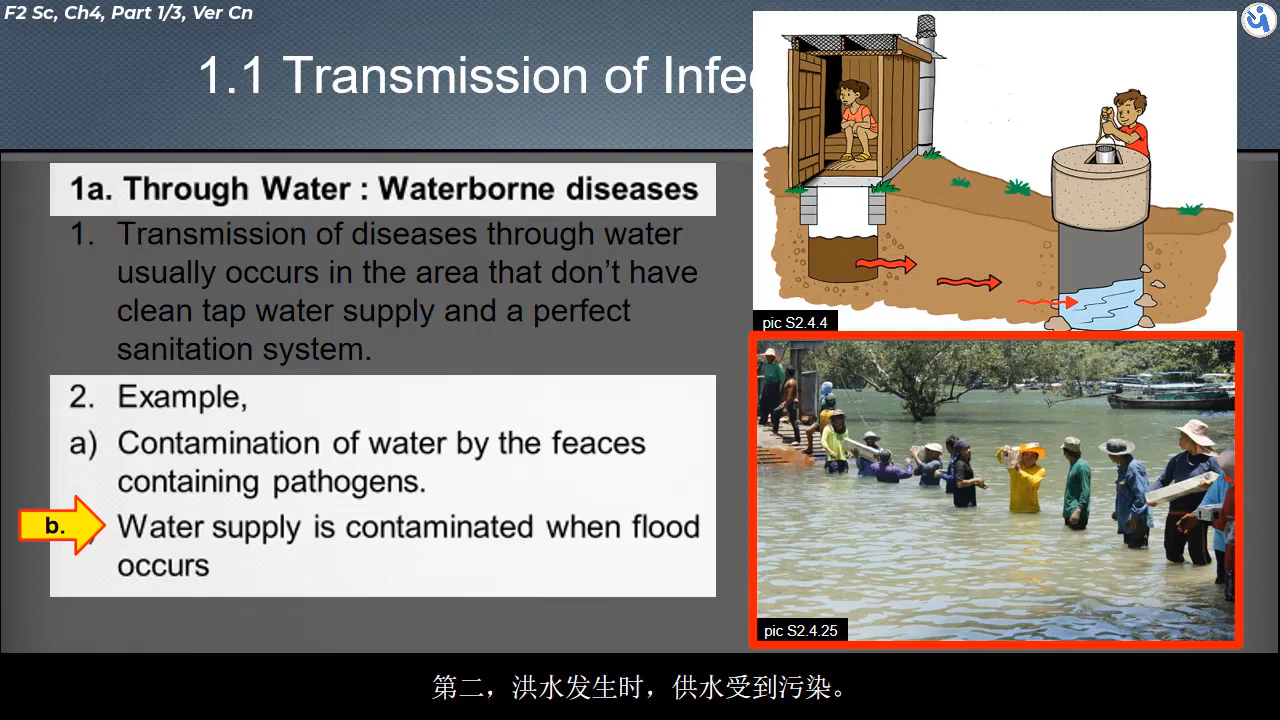 F2 Sc, Ch4, Part 1/3, Ver Cn
1.1 Transmission of Infec
1a. Through Water : Waterborne diseases
1. Transmission of diseases through water
usually occurs in the area that don’t have
clean tap water supply and a perfect
sanitation system.
2. Example,
a) Contamination of water by the feaces
containing pathogens.
b. Water supply is contaminated when flood
occurs
pic S2.4.4
pic S2.4.25
第二，洪水发生时，供水受到污染。